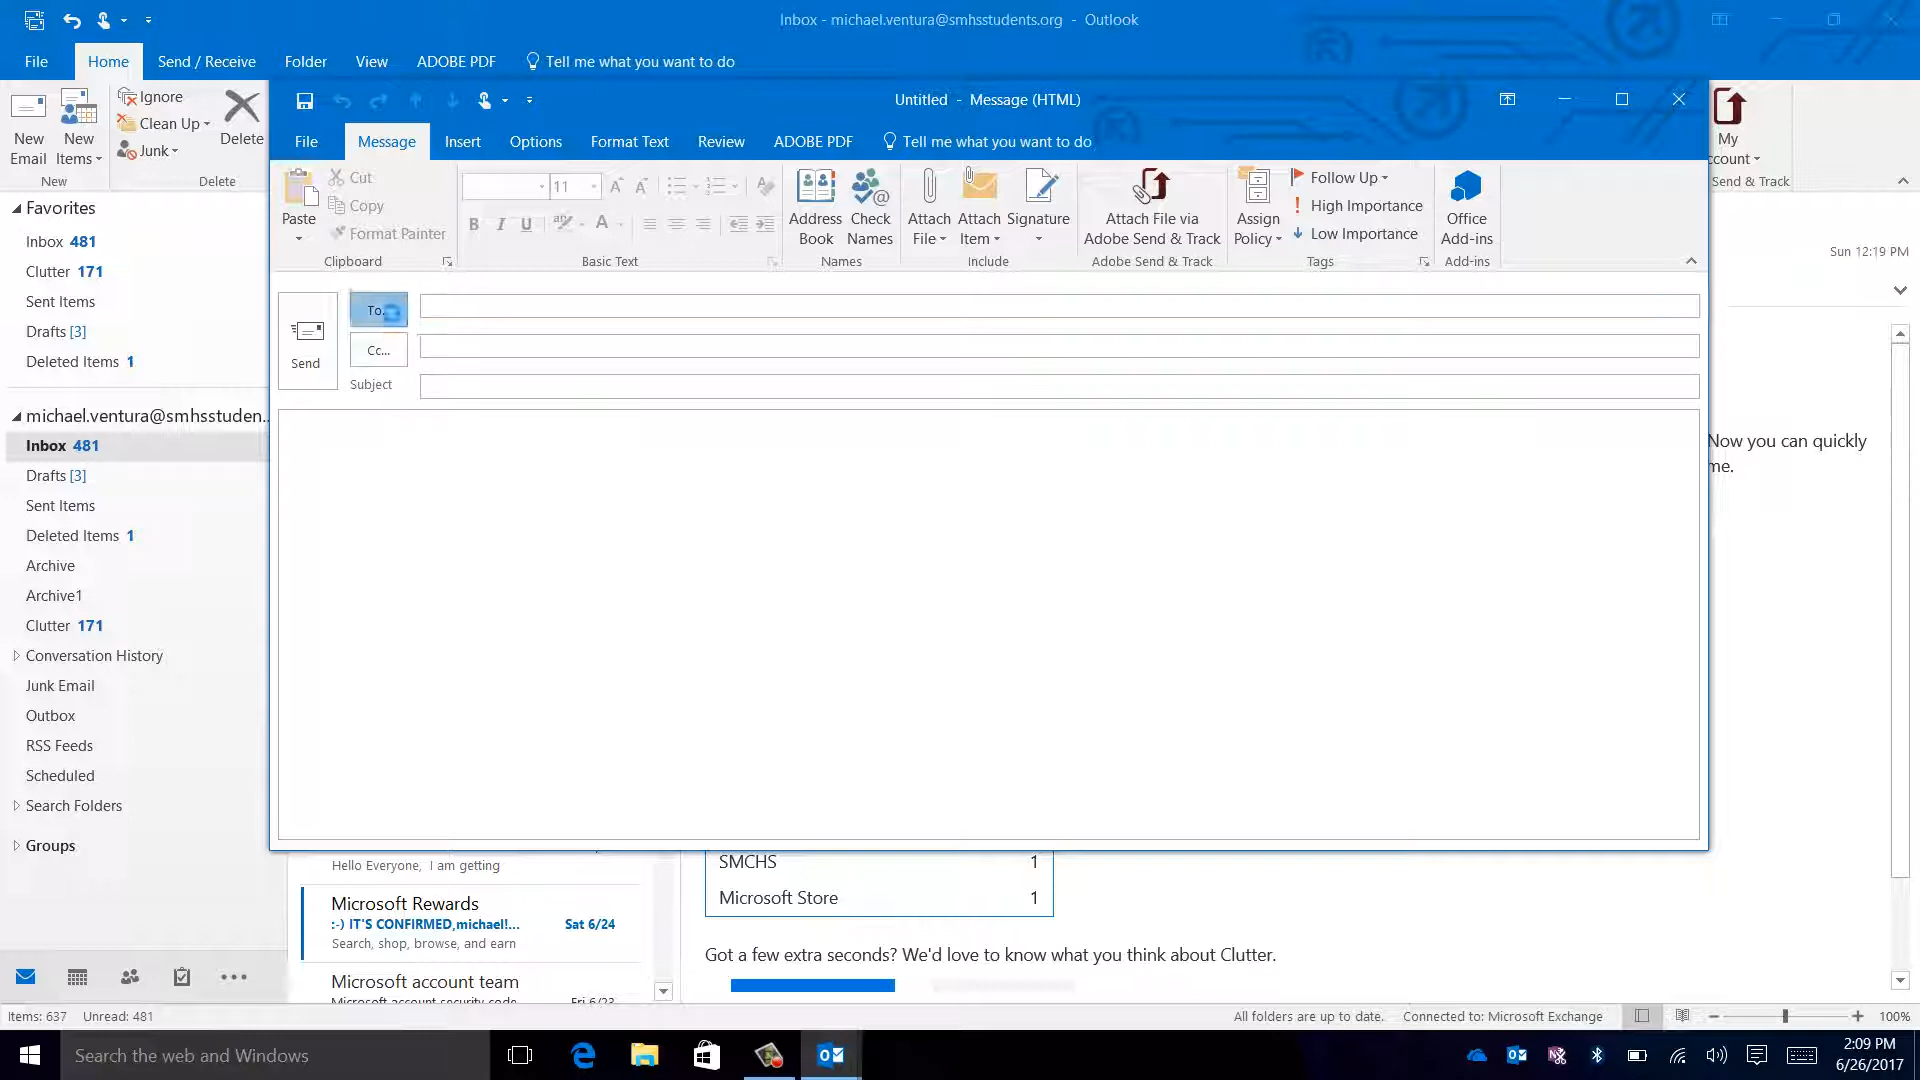 Inbox - michael.ventura@smhsstudents.org - Outlook
File Home Send / Receive Folder View ADOBE PDF Tell me what you want to do
New Email
New Items
Ignore
Clean Up
Junk
Delete
New
Delete
My
ccount
Send & Track
Untitled - Message (HTML)
File Message Insert Options Format Text Review ADOBE PDF Tell me what you want to do
Paste
Cut
Copy
Format Painter
Clipboard
11
B I U A
Basic Text
Address Book
Check Names
Names
Attach File
Attach Item
Signature
Include
Attach File via
Adobe Send & Track
Adobe Send & Track
Assign Policy
Follow Up
High Importance
Low Importance
Tags
Office Add-ins
Add-ins
Send
To...
Cc...
Subject
Favorites
Inbox 481
Clutter 171
Sent Items
Drafts [3]
Deleted Items 1
michael.ventura@smhsstuden...
Inbox 481
Drafts [3]
Sent Items
Deleted Items 1
Archive
Archive1
Clutter 171
Conversation History
Junk Email
Outbox
RSS Feeds
Scheduled
Search Folders
Groups
Sun 12:19 PM
Now you can quickly
me.
Hello Everyone, I am getting
Microsoft Rewards
:-) IT'S CONFIRMED,michael!... Sat 6/24
Search, shop, browse, and earn
Microsoft account team
Microsoft account security code Fri 6/23
SMCHS 1
Microsoft Store 1
Got a few extra seconds? We'd love to know what you think about Clutter.
Items: 637 Unread: 481
All folders are up to date. Connected to: Microsoft Exchange 100%
Search the web and Windows
2:09 PM
6/26/2017